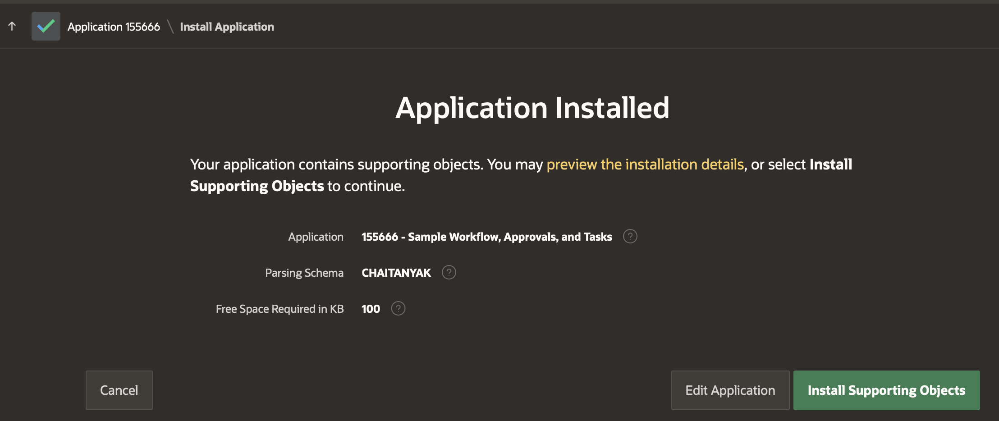 Application 155666 \ Install Application
Application Installed
Your application contains supporting objects. You may preview the installation details, or select Install
Supporting Objects to continue.
Application 155666 - Sample Workflow, Approvals, and Tasks ?
Parsing Schema CHAITANYAK ?
Free Space Required in KB 100 ?
Cancel Edit Application Install Supporting Objects